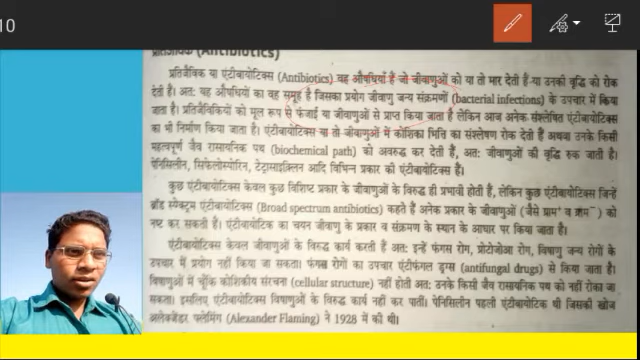 10
प्रतिजैविक (Antibiotics)
प्रतिजैविक या एंटीबायोटिक्स (Antibiotics) वह औषधियाँ हैं जो जीवाणुओं को या तो मार देती हैं या उनकी वृद्धि को रोक
देती है। अतः यह औषधियों का वह समूह है जिसका प्रयोग जीवाणु जन्य संक्रमणों (bacterial infections) के उपचार में किया
जाता है। प्रतिजैविकियों को मूल रूप से फंजाई या जीवाणुओं से प्राप्त किया जाता है लेकिन आज अनेक संश्लेषित एंटीबायोटिक्स
का भी निर्माण किया जाता है। एंटीबायोटिक्स या तो जीवाणुओं में कोशिका भित्ति का संश्लेषण रोक देती हैं अथवा उनके किसी
महत्वपूर्ण जैव रासायनिक पथ (biochemical path) को अवरुद्ध कर देती हैं, अतः जीवाणुओं की वृद्धि रुक जाती है।
पेनिसीलीन, सिफेलोस्पोरिन, टेट्रासाइक्लिन आदि विभिन्न प्रकार की एंटीबायोटिक्स हैं।
कुछ एंटीबायोटिक्स केवल कुछ विशिष्ट प्रकार के जीवाणुओं के विरुद्ध ही प्रभावी होती है, लेकिन कुछ एंटीबायोटिक्स जिन्हें
ब्रॉड स्पेक्ट्रम एंटीबायोटिक्स (Broad spectrum antibiotics) कहते हैं अनेक प्रकार के जीवाणुओं (जैसे ग्राम⁺ व ग्राम⁻) को
नष्ट कर सकती हैं। एंटीबायोटिक का चयन जीवाणु के प्रकार व संक्रमण के स्थान के आधार पर किया जाता है।
एंटीबायोटिक्स केवल जीवाणुओं के विरुद्ध कार्य करती हैं अतः इन्हें फंगस रोग, प्रोटोजोआ रोग, विषाणु जन्य रोगों के
उपचार में प्रयोग नहीं किया जा सकता। फंगस रोगों का उपचार एंटीफंगल ड्रग्स (antifungal drugs) से किया जाता है।
विषाणुओं में चूँकि कोशिकीय संरचना (cellular structure) नहीं होती अतः उनके किसी जैव रासायनिक पथ को नहीं रोका जा
सकता। इसलिए एंटीबायोटिक्स विषाणुओं के विरुद्ध कार्य नहीं कर पातीं। पेनिसिलीन पहली एंटीबायोटिक थी जिसकी खोज
अलेक्जेंडर फ्लेमिंग (Alexander Flaming) ने 1928 में की थी।